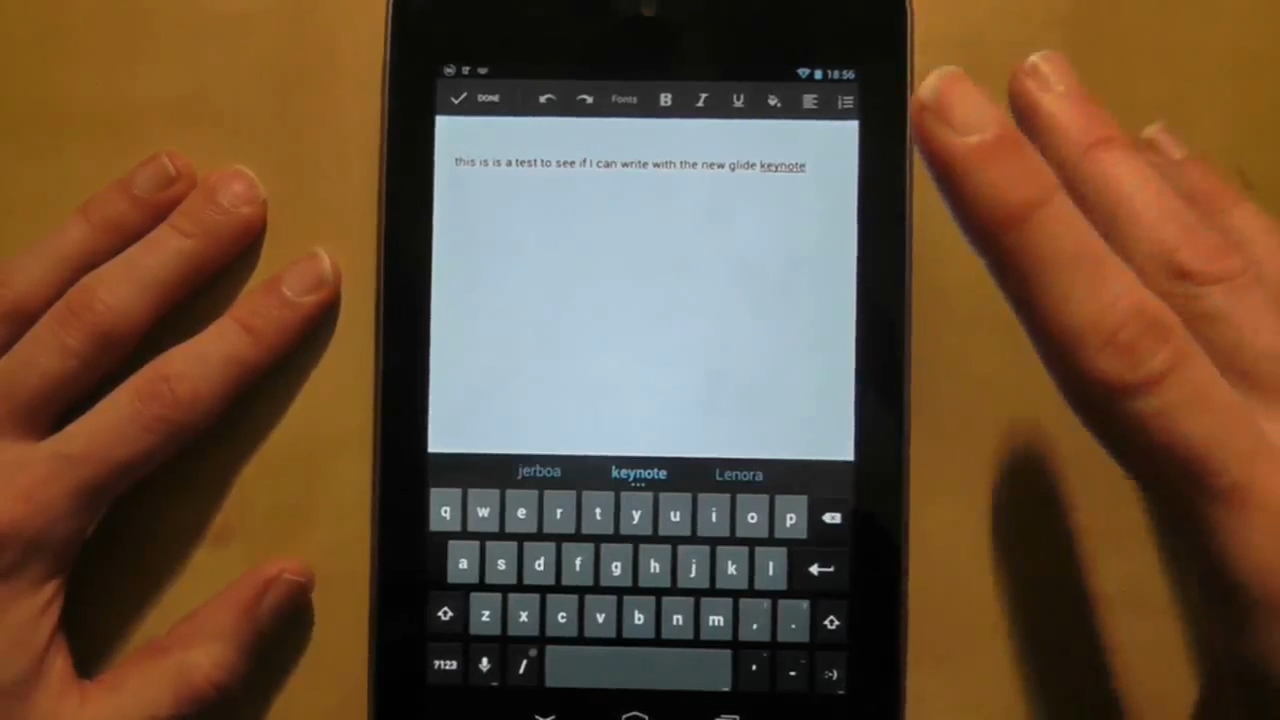 18:56
DONE Fonts B I U
this is is a test to see if I can write with the new glide keynote
jerboa keynote Lenora
q w e r t y u i o p
a s d f g h j k l
z x c v b n m , .
?123 / ' - :-)